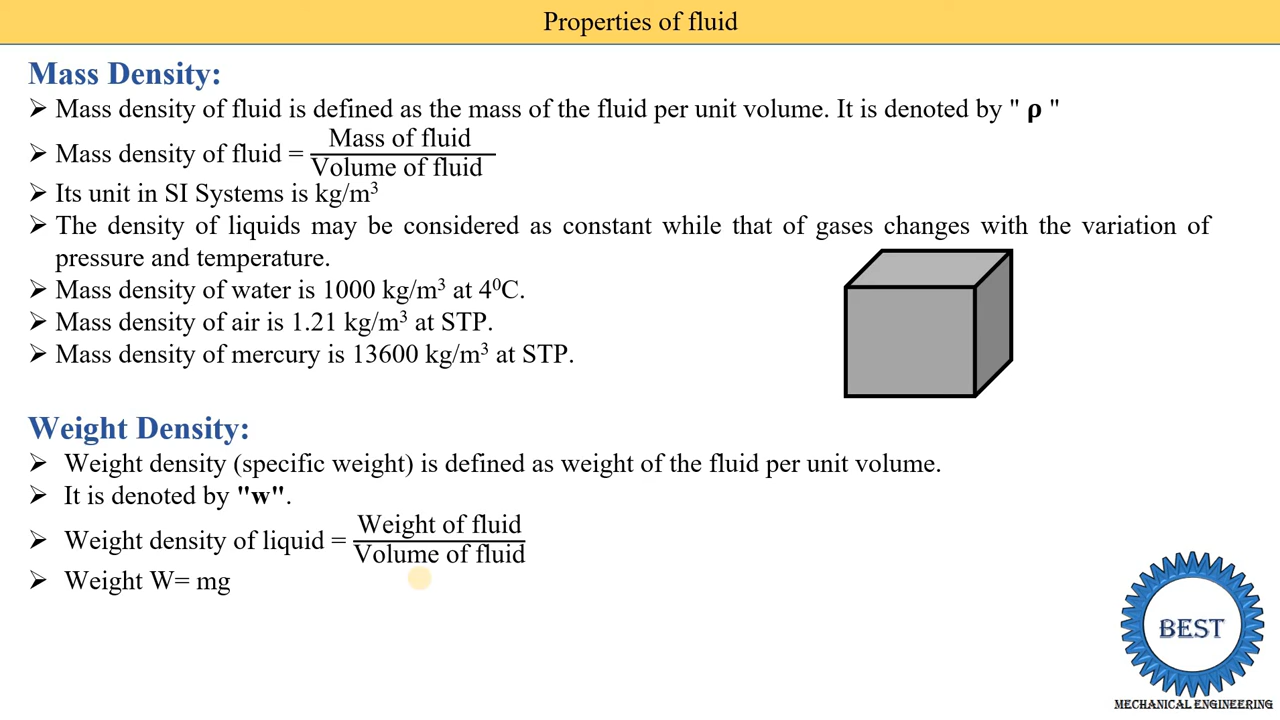 Properties of fluid
Mass Density:
➢ Mass density of fluid is defined as the mass of the fluid per unit volume. It is denoted by " ρ "
➢ Mass density of fluid = Mass of fluid / Volume of fluid
➢ Its unit in SI Systems is kg/m³
➢ The density of liquids may be considered as constant while that of gases changes with the variation of
pressure and temperature.
➢ Mass density of water is 1000 kg/m³ at 4⁰C.
➢ Mass density of air is 1.21 kg/m³ at STP.
➢ Mass density of mercury is 13600 kg/m³ at STP.
Weight Density:
➢ Weight density (specific weight) is defined as weight of the fluid per unit volume.
➢ It is denoted by "w".
➢ Weight density of liquid = Weight of fluid / Volume of fluid
➢ Weight W= mg
BEST
MECHANICAL ENGINEERING